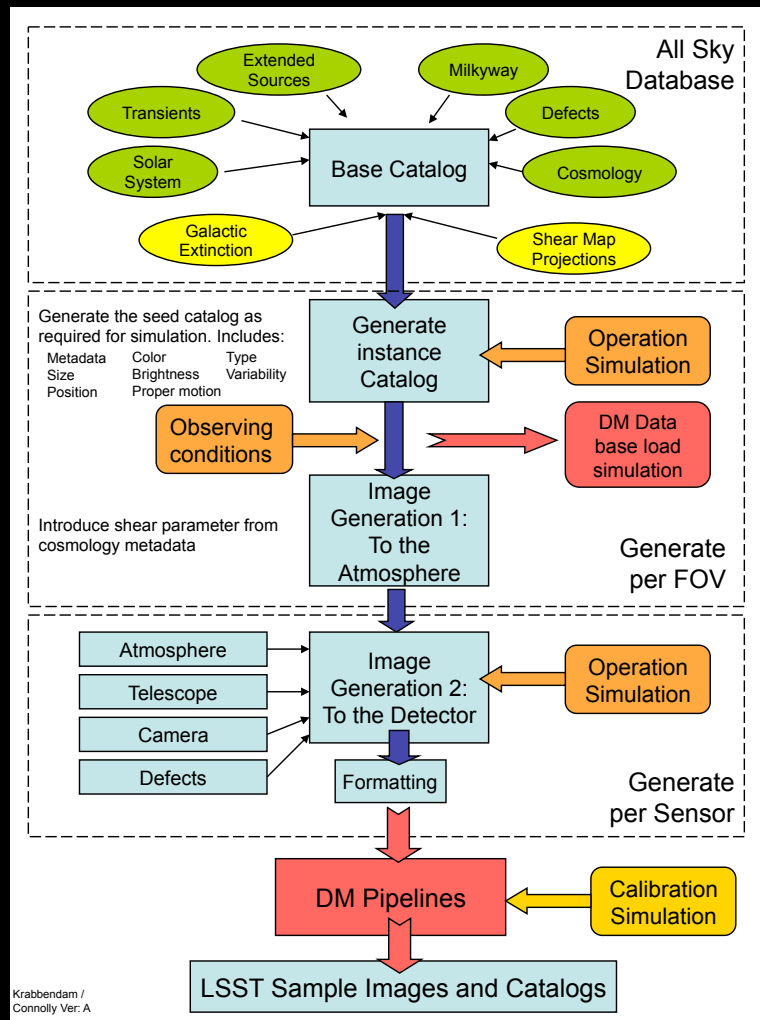 All Sky
Database
Extended
Sources
Milkyway
Transients
Defects
Solar
System
Base Catalog
Cosmology
Galactic
Extinction
Shear Map
Projections
Generate the seed catalog as
required for simulation. Includes:
Metadata Color Type
Size Brightness Variability
Position Proper motion
Generate
instance
Catalog
Operation
Simulation
Observing
conditions
DM Data
base load
simulation
Introduce shear parameter from
cosmology metadata
Image
Generation 1:
To the
Atmosphere
Generate
per FOV
Atmosphere
Telescope
Camera
Defects
Image
Generation 2:
To the Detector
Operation
Simulation
Formatting
Generate
per Sensor
DM Pipelines
Calibration
Simulation
LSST Sample Images and Catalogs
Krabbendam /
Connolly Ver: A